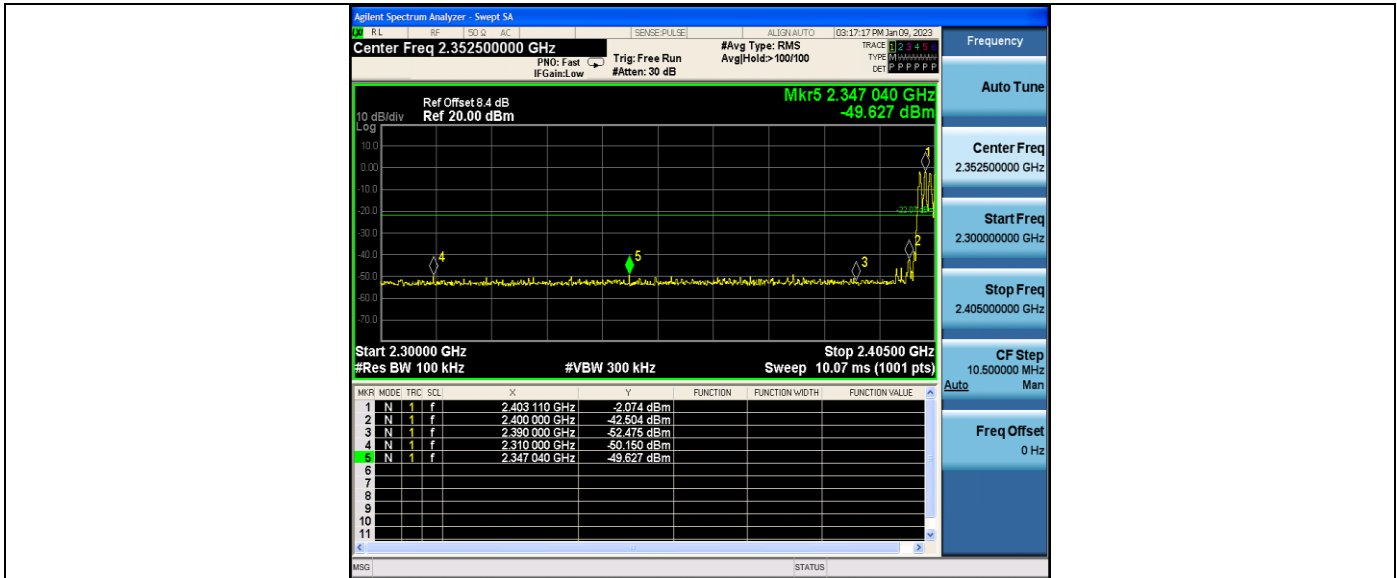 Agilent Spectrum Analyzer - Swept SA
RL RF 50 Ω AC SENSE:PULSE ALIGN AUTO 03:17:17 PM Jan 09, 2023
Center Freq 2.352500000 GHz
PNO: Fast
IFGain:Low
Trig: Free Run
#Atten: 30 dB
#Avg Type: RMS
Avg|Hold:>100/100
TRACE 1 2 3 4 5 6
TYPE M
DET P P P P P P
Ref Offset 8.4 dB
10 dB/div Ref 20.00 dBm
Log
Mkr5 2.347 040 GHz
-49.627 dBm
10.0
0.00
-10.0
-20.0
-30.0
-40.0
-50.0
-60.0
-70.0
1
2
3
4
5
Start 2.30000 GHz Stop 2.40500 GHz
#Res BW 100 kHz #VBW 300 kHz Sweep 10.07 ms (1001 pts)
MKR MODE TRC SCL X Y FUNCTION FUNCTION WIDTH FUNCTION VALUE
1 N 1 f 2.403 110 GHz -2.074 dBm
2 N 1 f 2.400 000 GHz -42.504 dBm
3 N 1 f 2.390 000 GHz -52.475 dBm
4 N 1 f 2.310 000 GHz -50.150 dBm
5 N 1 f 2.347 040 GHz -49.627 dBm
6
7
8
9
10
11
MSG STATUS
Frequency
Auto Tune
Center Freq
2.352500000 GHz
Start Freq
2.300000000 GHz
Stop Freq
2.405000000 GHz
CF Step
10.500000 MHz
Auto Man
Freq Offset
0 Hz